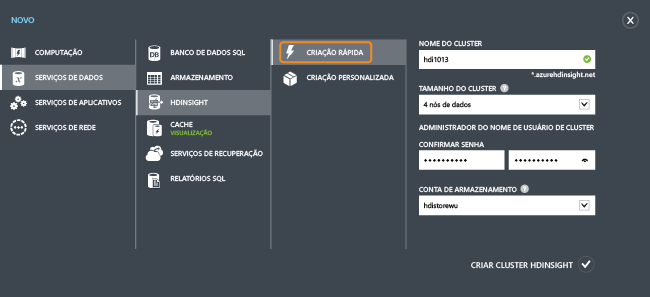 NOVO
COMPUTAÇÃO
SERVIÇOS DE DADOS
SERVIÇOS DE APLICATIVOS
SERVIÇOS DE REDE
BANCO DE DADOS SQL
ARMAZENAMENTO
HDINSIGHT
CACHE
VISUALIZAÇÃO
SERVIÇOS DE RECUPERAÇÃO
RELATÓRIOS SQL
CRIAÇÃO RÁPIDA
CRIAÇÃO PERSONALIZADA
NOME DO CLUSTER
hdi1013
*.azurehdinsight.net
TAMANHO DO CLUSTER ?
4 nós de dados
ADMINISTRADOR DO NOME DE USUÁRIO DE CLUSTER
CONFIRMAR SENHA
•••••••••• ••••••••••
CONTA DE ARMAZENAMENTO ?
hdistorewu
CRIAR CLUSTER HDINSIGHT